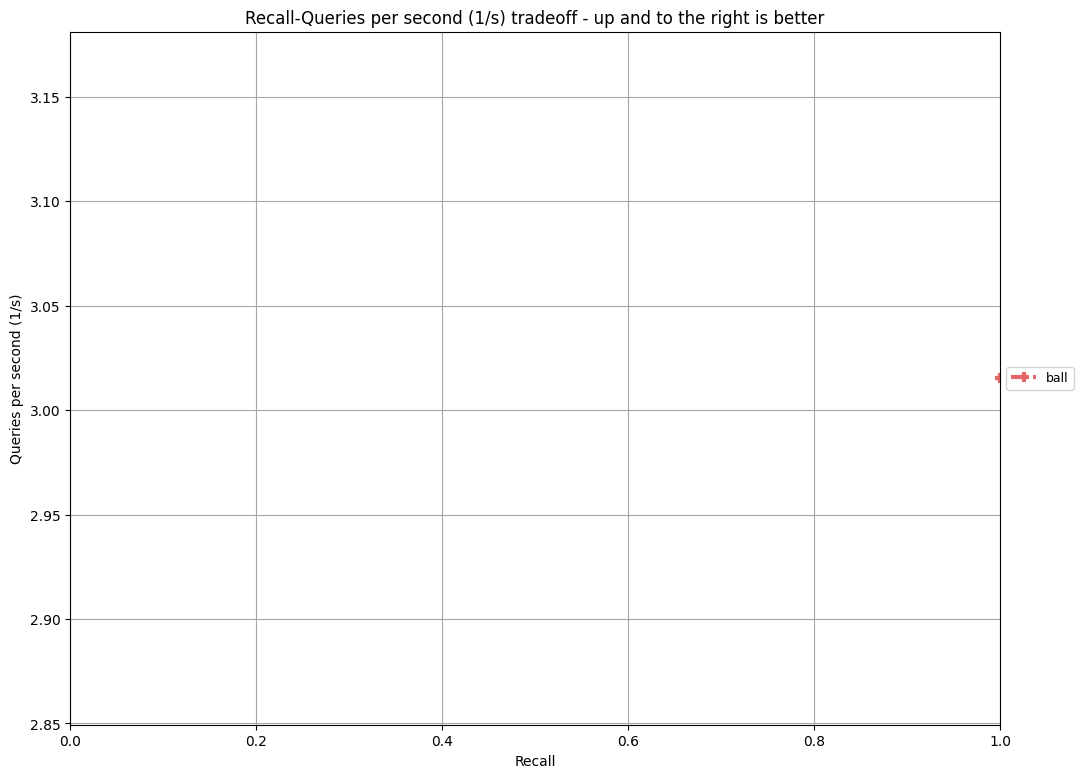 Recall-Queries per second (1/s) tradeoff - up and to the right is better
Queries per second (1/s)
3.15
3.10
3.05
3.00
2.95
2.90
2.85
0.0 0.2 0.4 0.6 0.8 1.0
Recall
ball